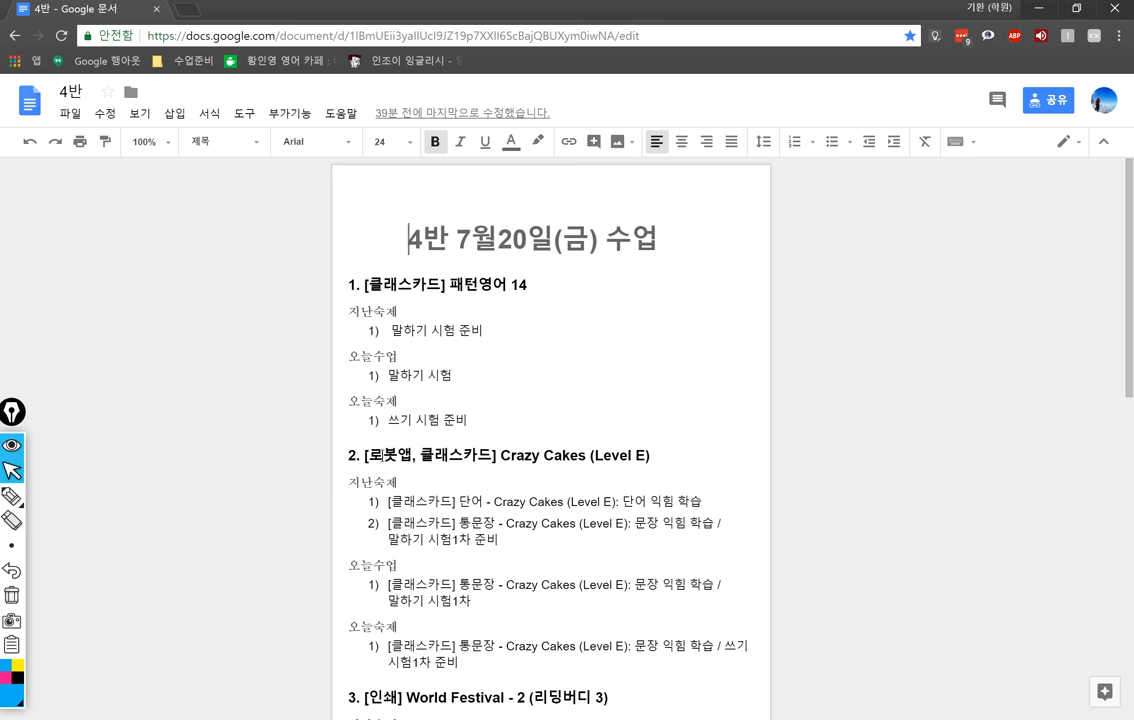 4반 - Google 문서
기환 (학원)
안전함 https://docs.google.com/document/d/1lBmUEii3yaIlUcI9JZ19p7XXlI6ScBajQBUXym0iwNA/edit
9
ABP
앱 Google 행아웃 수업준비 황인영 영어 카페 : 인조이 잉글리시 -
4반
파일 수정 보기 삽입 서식 도구 부가기능 도움말 39분 전에 마지막으로 수정했습니다.
공유
100% 제목 Arial 24 B I U A
4반 7월20일(금) 수업
1. [클래스카드] 패턴영어 14
지난숙제
1) 말하기 시험 준비
오늘수업
1) 말하기 시험
오늘숙제
1) 쓰기 시험 준비
2. [로봇앱, 클래스카드] Crazy Cakes (Level E)
지난숙제
1) [클래스카드] 단어 - Crazy Cakes (Level E): 단어 익힘 학습
2) [클래스카드] 통문장 - Crazy Cakes (Level E): 문장 익힘 학습 /
말하기 시험1차 준비
오늘수업
1) [클래스카드] 통문장 - Crazy Cakes (Level E): 문장 익힘 학습 /
말하기 시험1차
오늘숙제
1) [클래스카드] 통문장 - Crazy Cakes (Level E): 문장 익힘 학습 / 쓰기
시험1차 준비
3. [인쇄] World Festival - 2 (리딩버디 3)